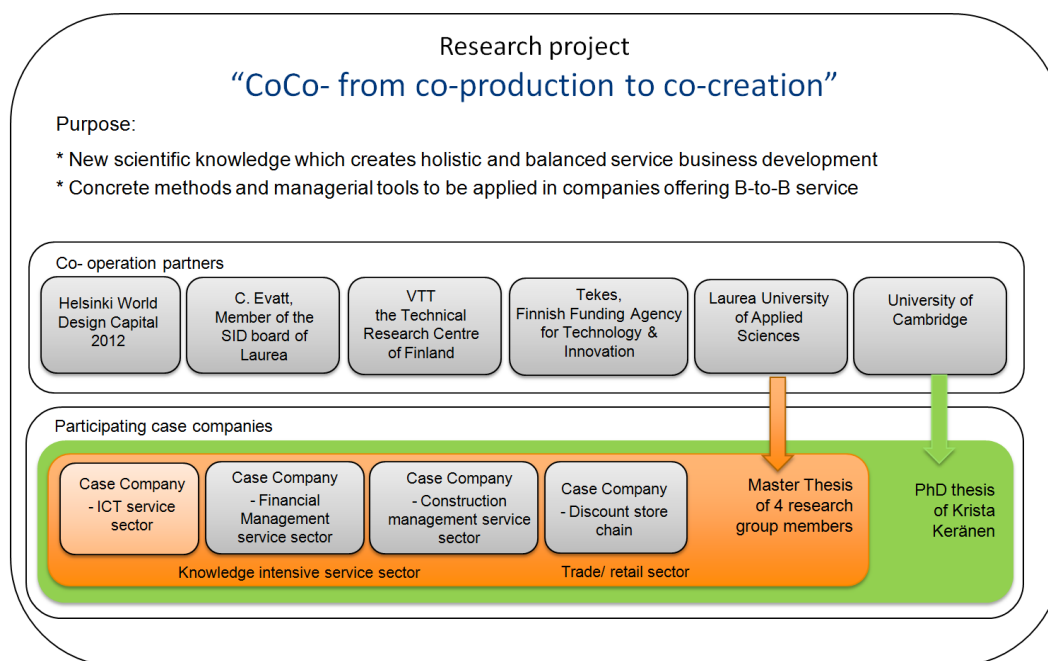 Research project
“CoCo- from co-production to co-creation”
Purpose:
* New scientific knowledge which creates holistic and balanced service business development
* Concrete methods and managerial tools to be applied in companies offering B-to-B service
Co- operation partners
Helsinki World
Design Capital
2012
C. Evatt,
Member of the
SID board of
Laurea
VTT
the Technical
Research Centre
of Finland
Tekes,
Finnish Funding Agency
for Technology &
Innovation
Laurea University
of Applied
Sciences
University of
Cambridge
Participating case companies
Case Company
- ICT service
sector
Case Company
- Financial
Management
service sector
Case Company
- Construction
management service
sector
Case Company
- Discount store
chain
Master Thesis
of 4 research
group members
PhD thesis
of Krista
Keränen
Knowledge intensive service sector
Trade/ retail sector